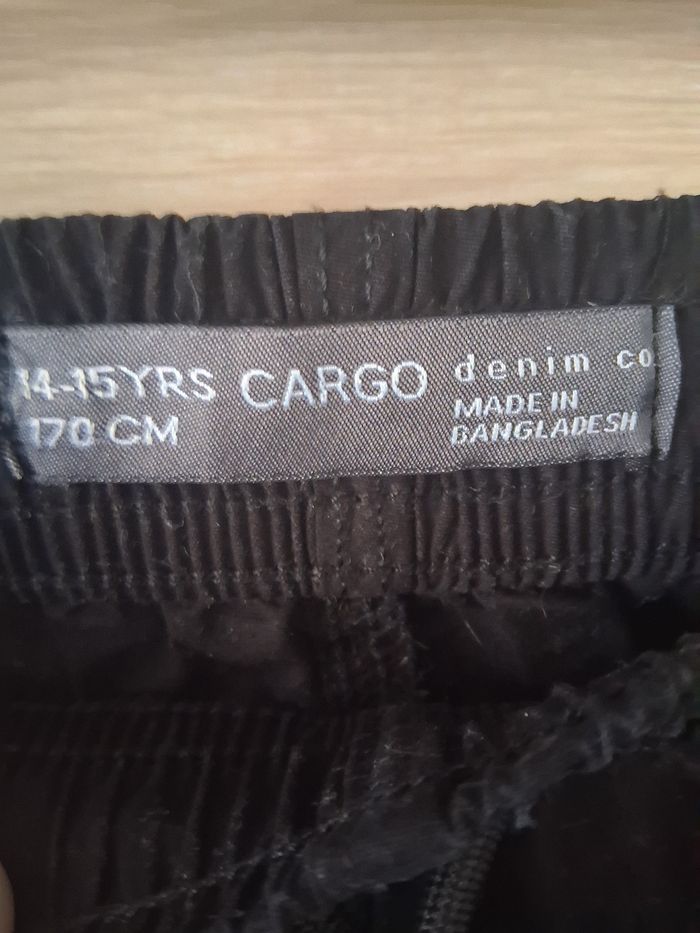 14-15YRS CARGO denim co
170 CM MADE IN
BANGLADESH